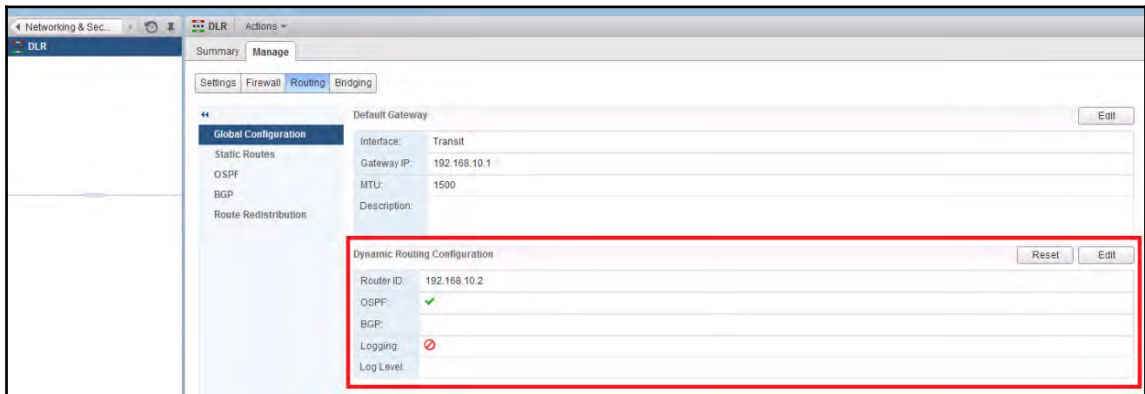 Networking & Sec...
DLR Actions
DLR
Summary Manage
Settings Firewall Routing Bridging
Default Gateway Edit
Global Configuration
Static Routes
OSPF
BGP
Route Redistribution
Interface: Transit
Gateway IP: 192.168.10.1
MTU: 1500
Description:
Dynamic Routing Configuration Reset Edit
Router ID: 192.168.10.2
OSPF:
BGP:
Logging:
Log Level: